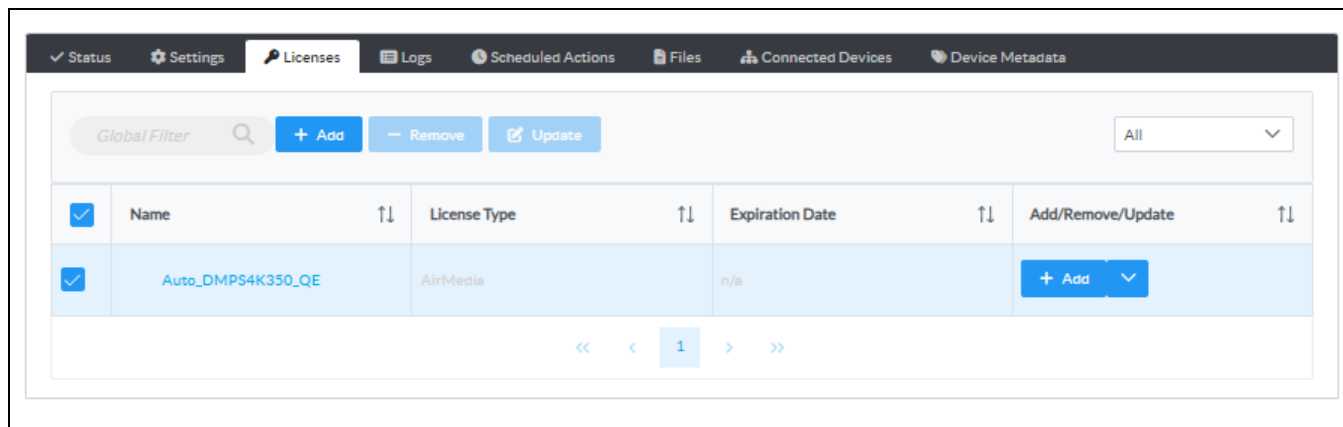 Status Settings Licenses Logs Scheduled Actions Files Connected Devices Device Metadata
Global Filter + Add − Remove Update All
Name License Type Expiration Date Add/Remove/Update
Auto_DMPS4K350_QE AirMedia n/a + Add
<< < 1 > >>